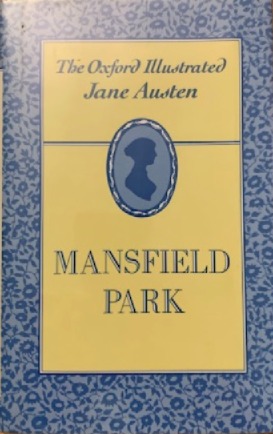 The Oxford Illustrated
Jane Austen
MANSFIELD
PARK